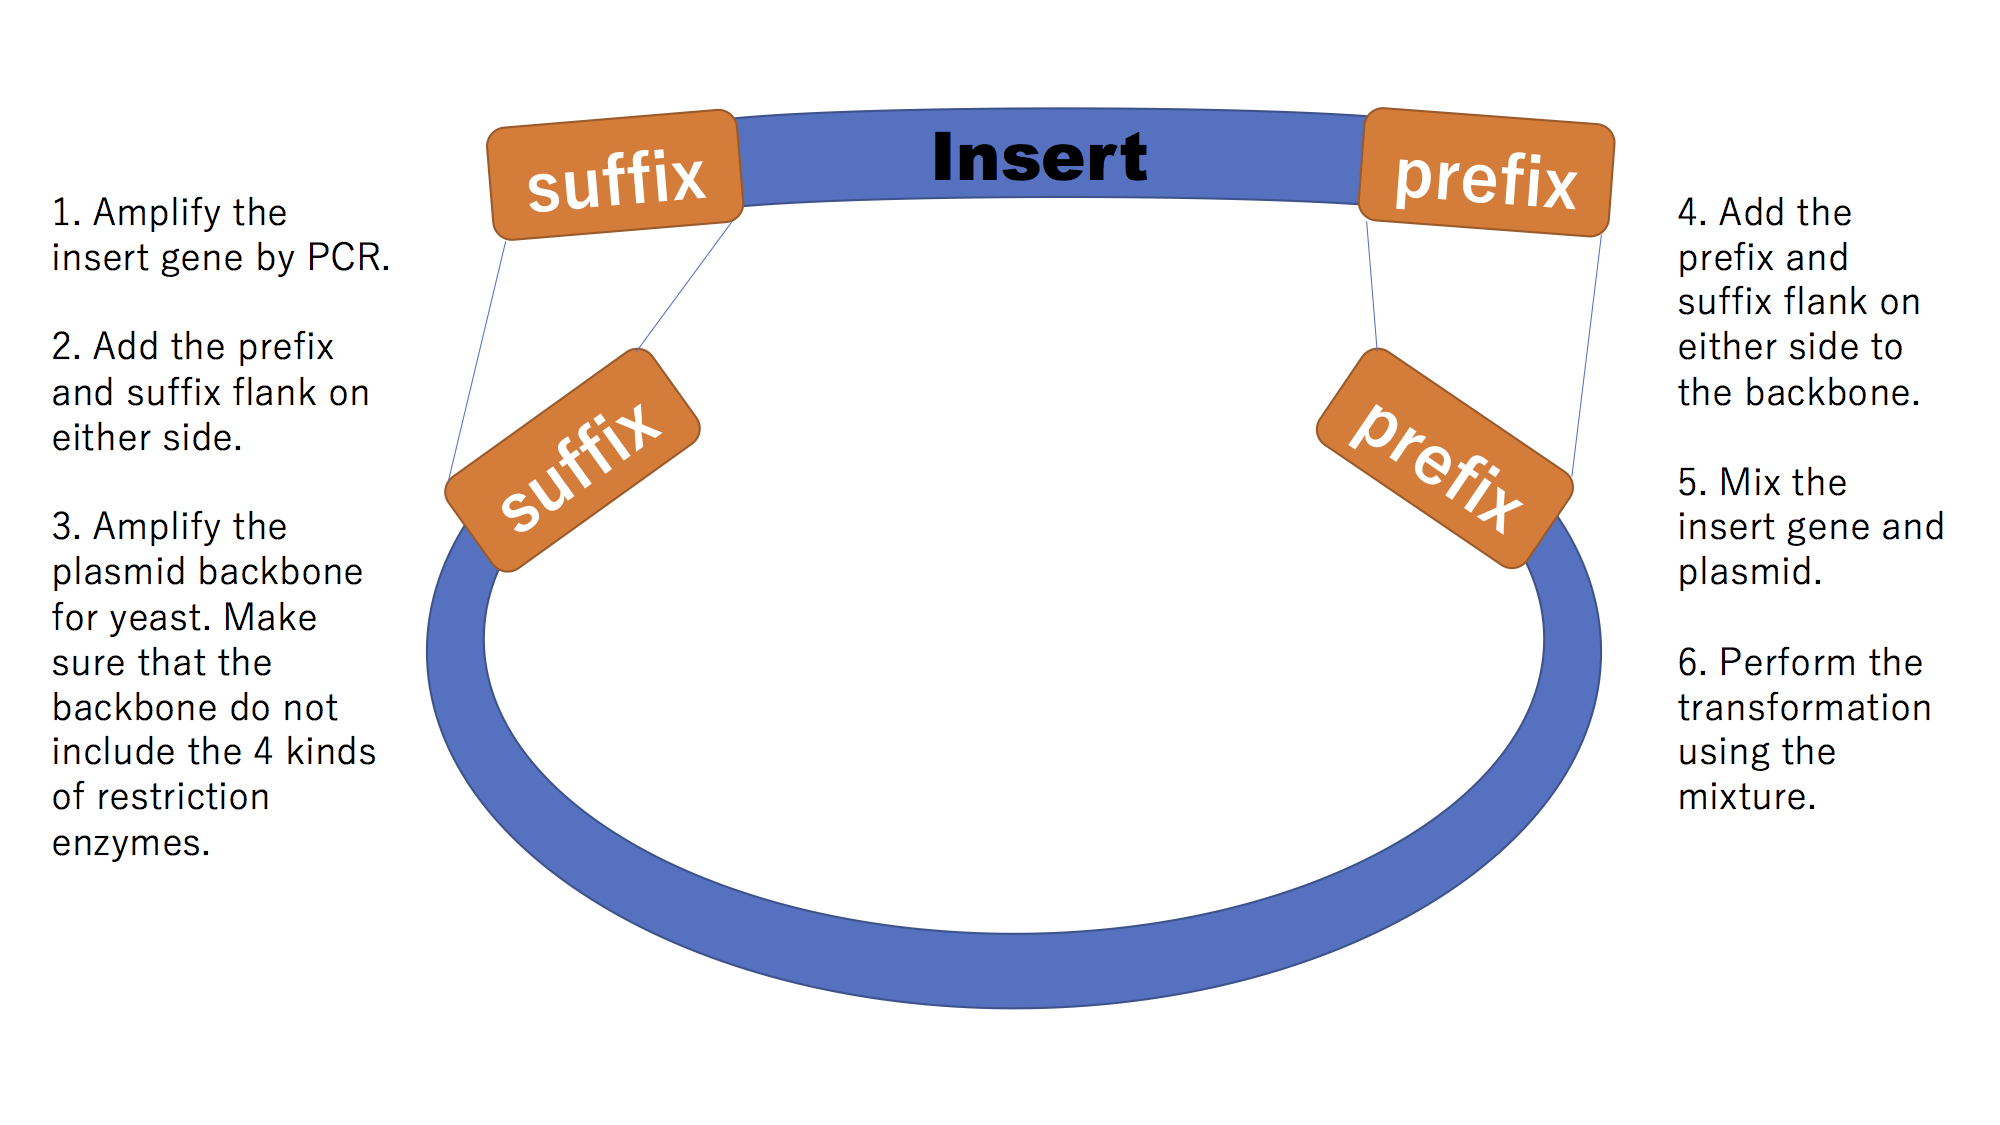 suffix
Insert
prefix
1. Amplify the
insert gene by PCR.
2. Add the prefix
and suffix flank on
either side.
3. Amplify the
plasmid backbone
for yeast. Make
sure that the
backbone do not
include the 4 kinds
of restriction
enzymes.
suffix
prefix
4. Add the
prefix and
suffix flank on
either side to
the backbone.
5. Mix the
insert gene and
plasmid.
6. Perform the
transformation
using the
mixture.